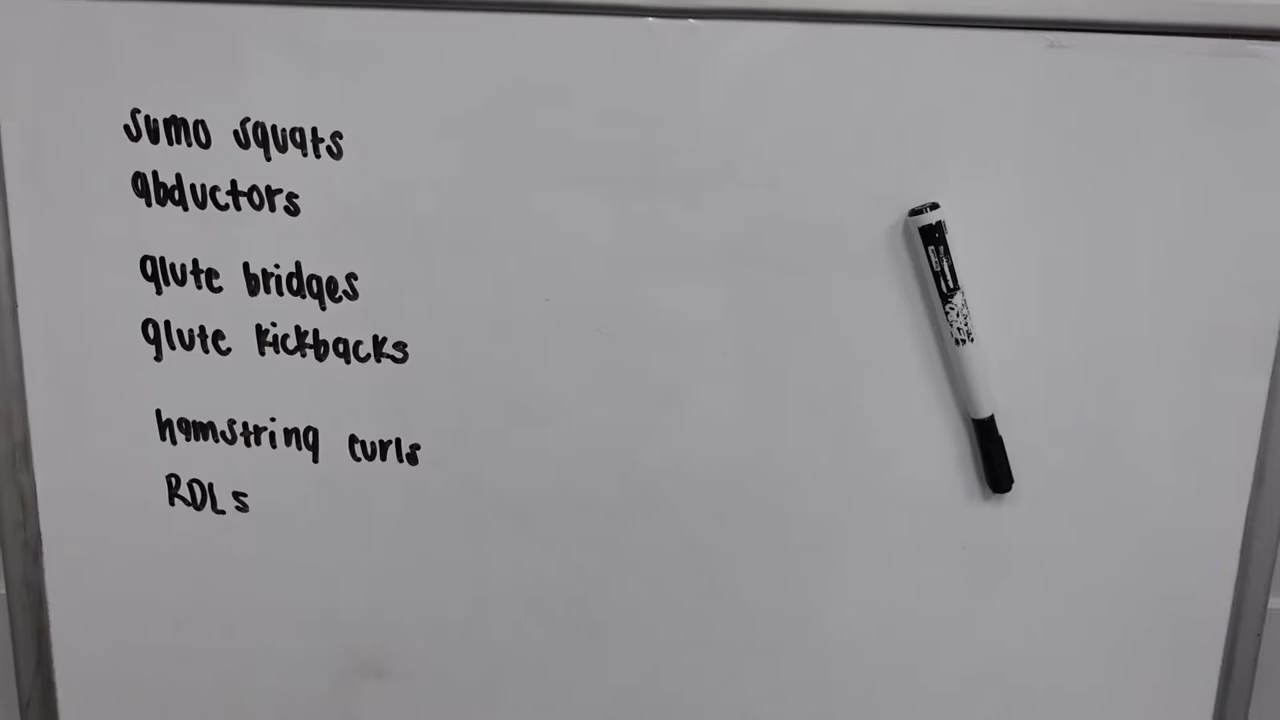 sumo squats
abductors
glute bridges
glute kickbacks
hamstring curls
RDLs